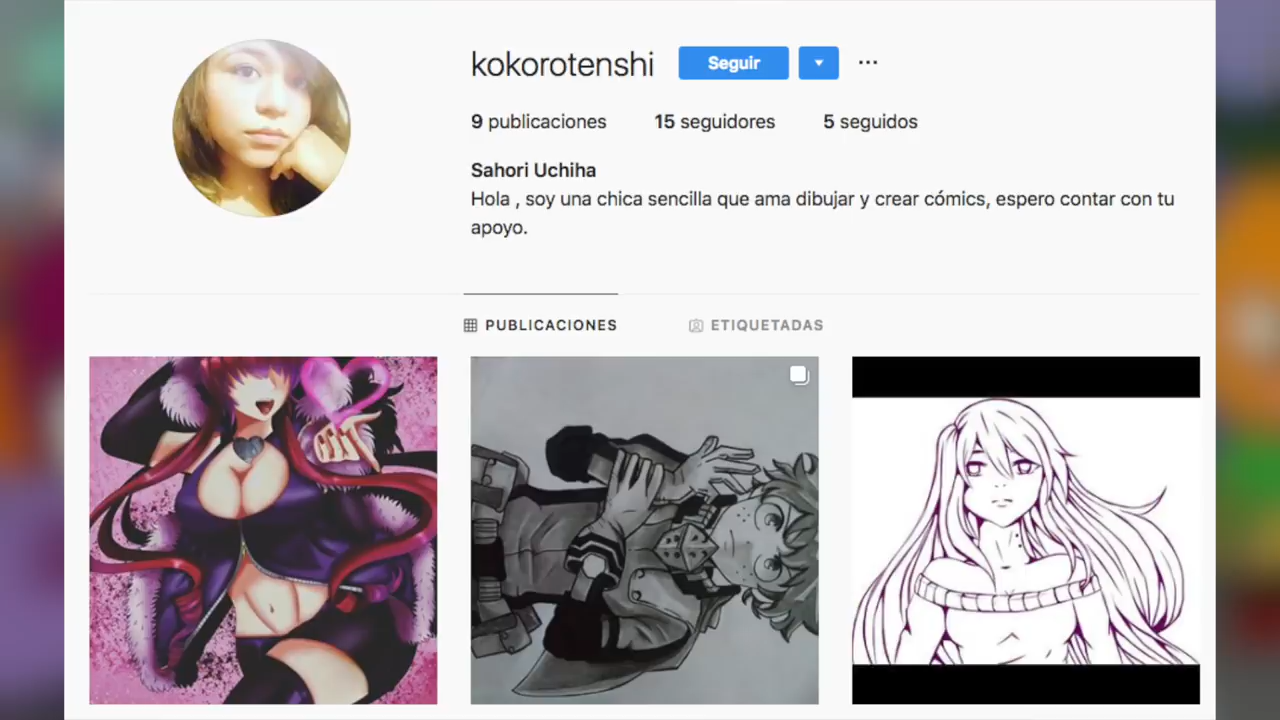 kokorotenshi Seguir ...
9 publicaciones 15 seguidores 5 seguidos
Sahori Uchiha
Hola , soy una chica sencilla que ama dibujar y crear cómics, espero contar con tu
apoyo.
PUBLICACIONES ETIQUETADAS